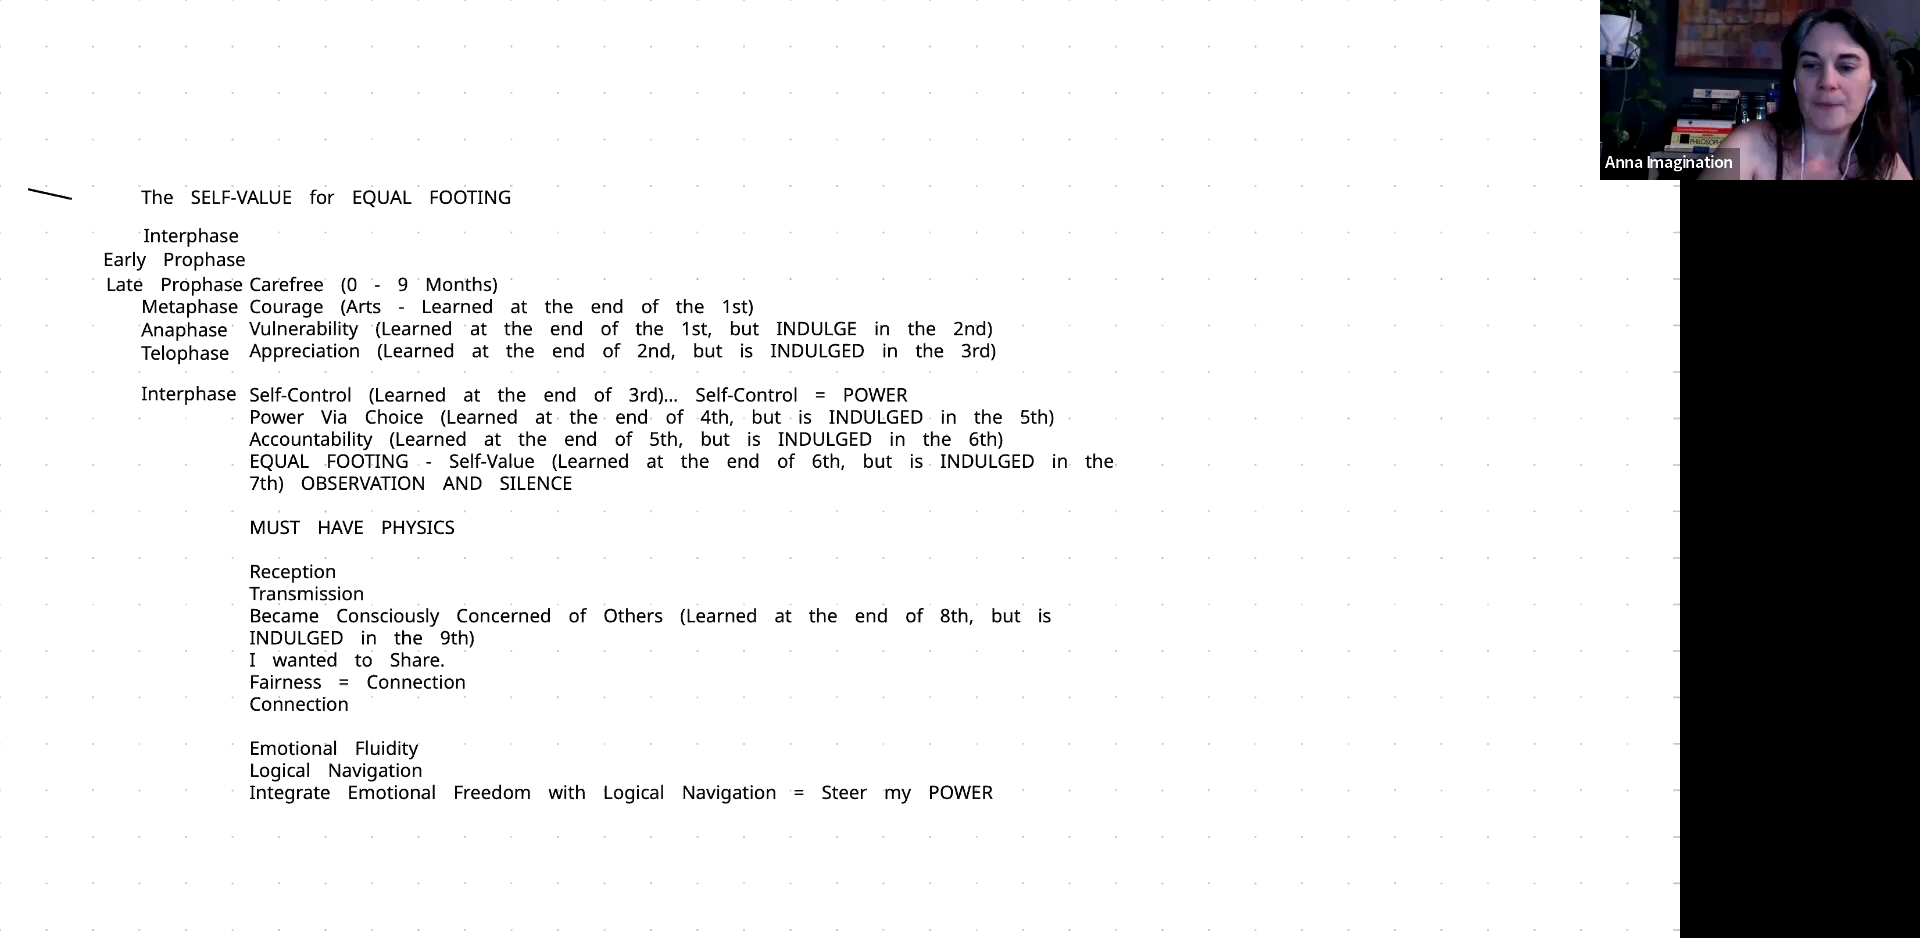 Anna Imagination
The SELF-VALUE for EQUAL FOOTING
Interphase
Early Prophase
Late Prophase Carefree (0 - 9 Months)
Metaphase Courage (Arts - Learned at the end of the 1st)
Anaphase Vulnerability (Learned at the end of the 1st, but INDULGE in the 2nd)
Telophase Appreciation (Learned at the end of 2nd, but is INDULGED in the 3rd)
Interphase Self-Control (Learned at the end of 3rd)... Self-Control = POWER
Power Via Choice (Learned at the end of 4th, but is INDULGED in the 5th)
Accountability (Learned at the end of 5th, but is INDULGED in the 6th)
EQUAL FOOTING - Self-Value (Learned at the end of 6th, but is INDULGED in the
7th) OBSERVATION AND SILENCE
MUST HAVE PHYSICS
Reception
Transmission
Became Consciously Concerned of Others (Learned at the end of 8th, but is
INDULGED in the 9th)
I wanted to Share.
Fairness = Connection
Connection
Emotional Fluidity
Logical Navigation
Integrate Emotional Freedom with Logical Navigation = Steer my POWER